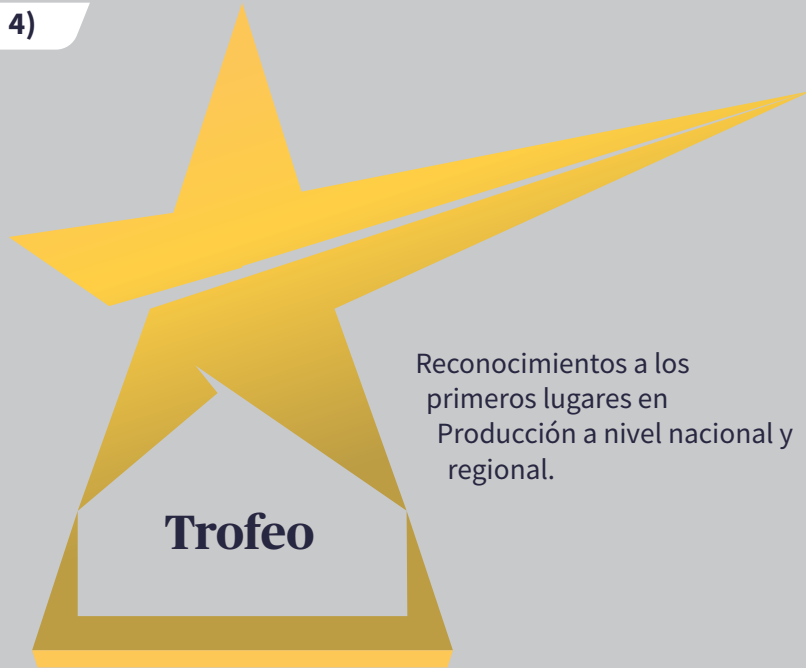 4)
Reconocimientos a los
primeros lugares en
Producción a nivel nacional y
regional.
Trofeo